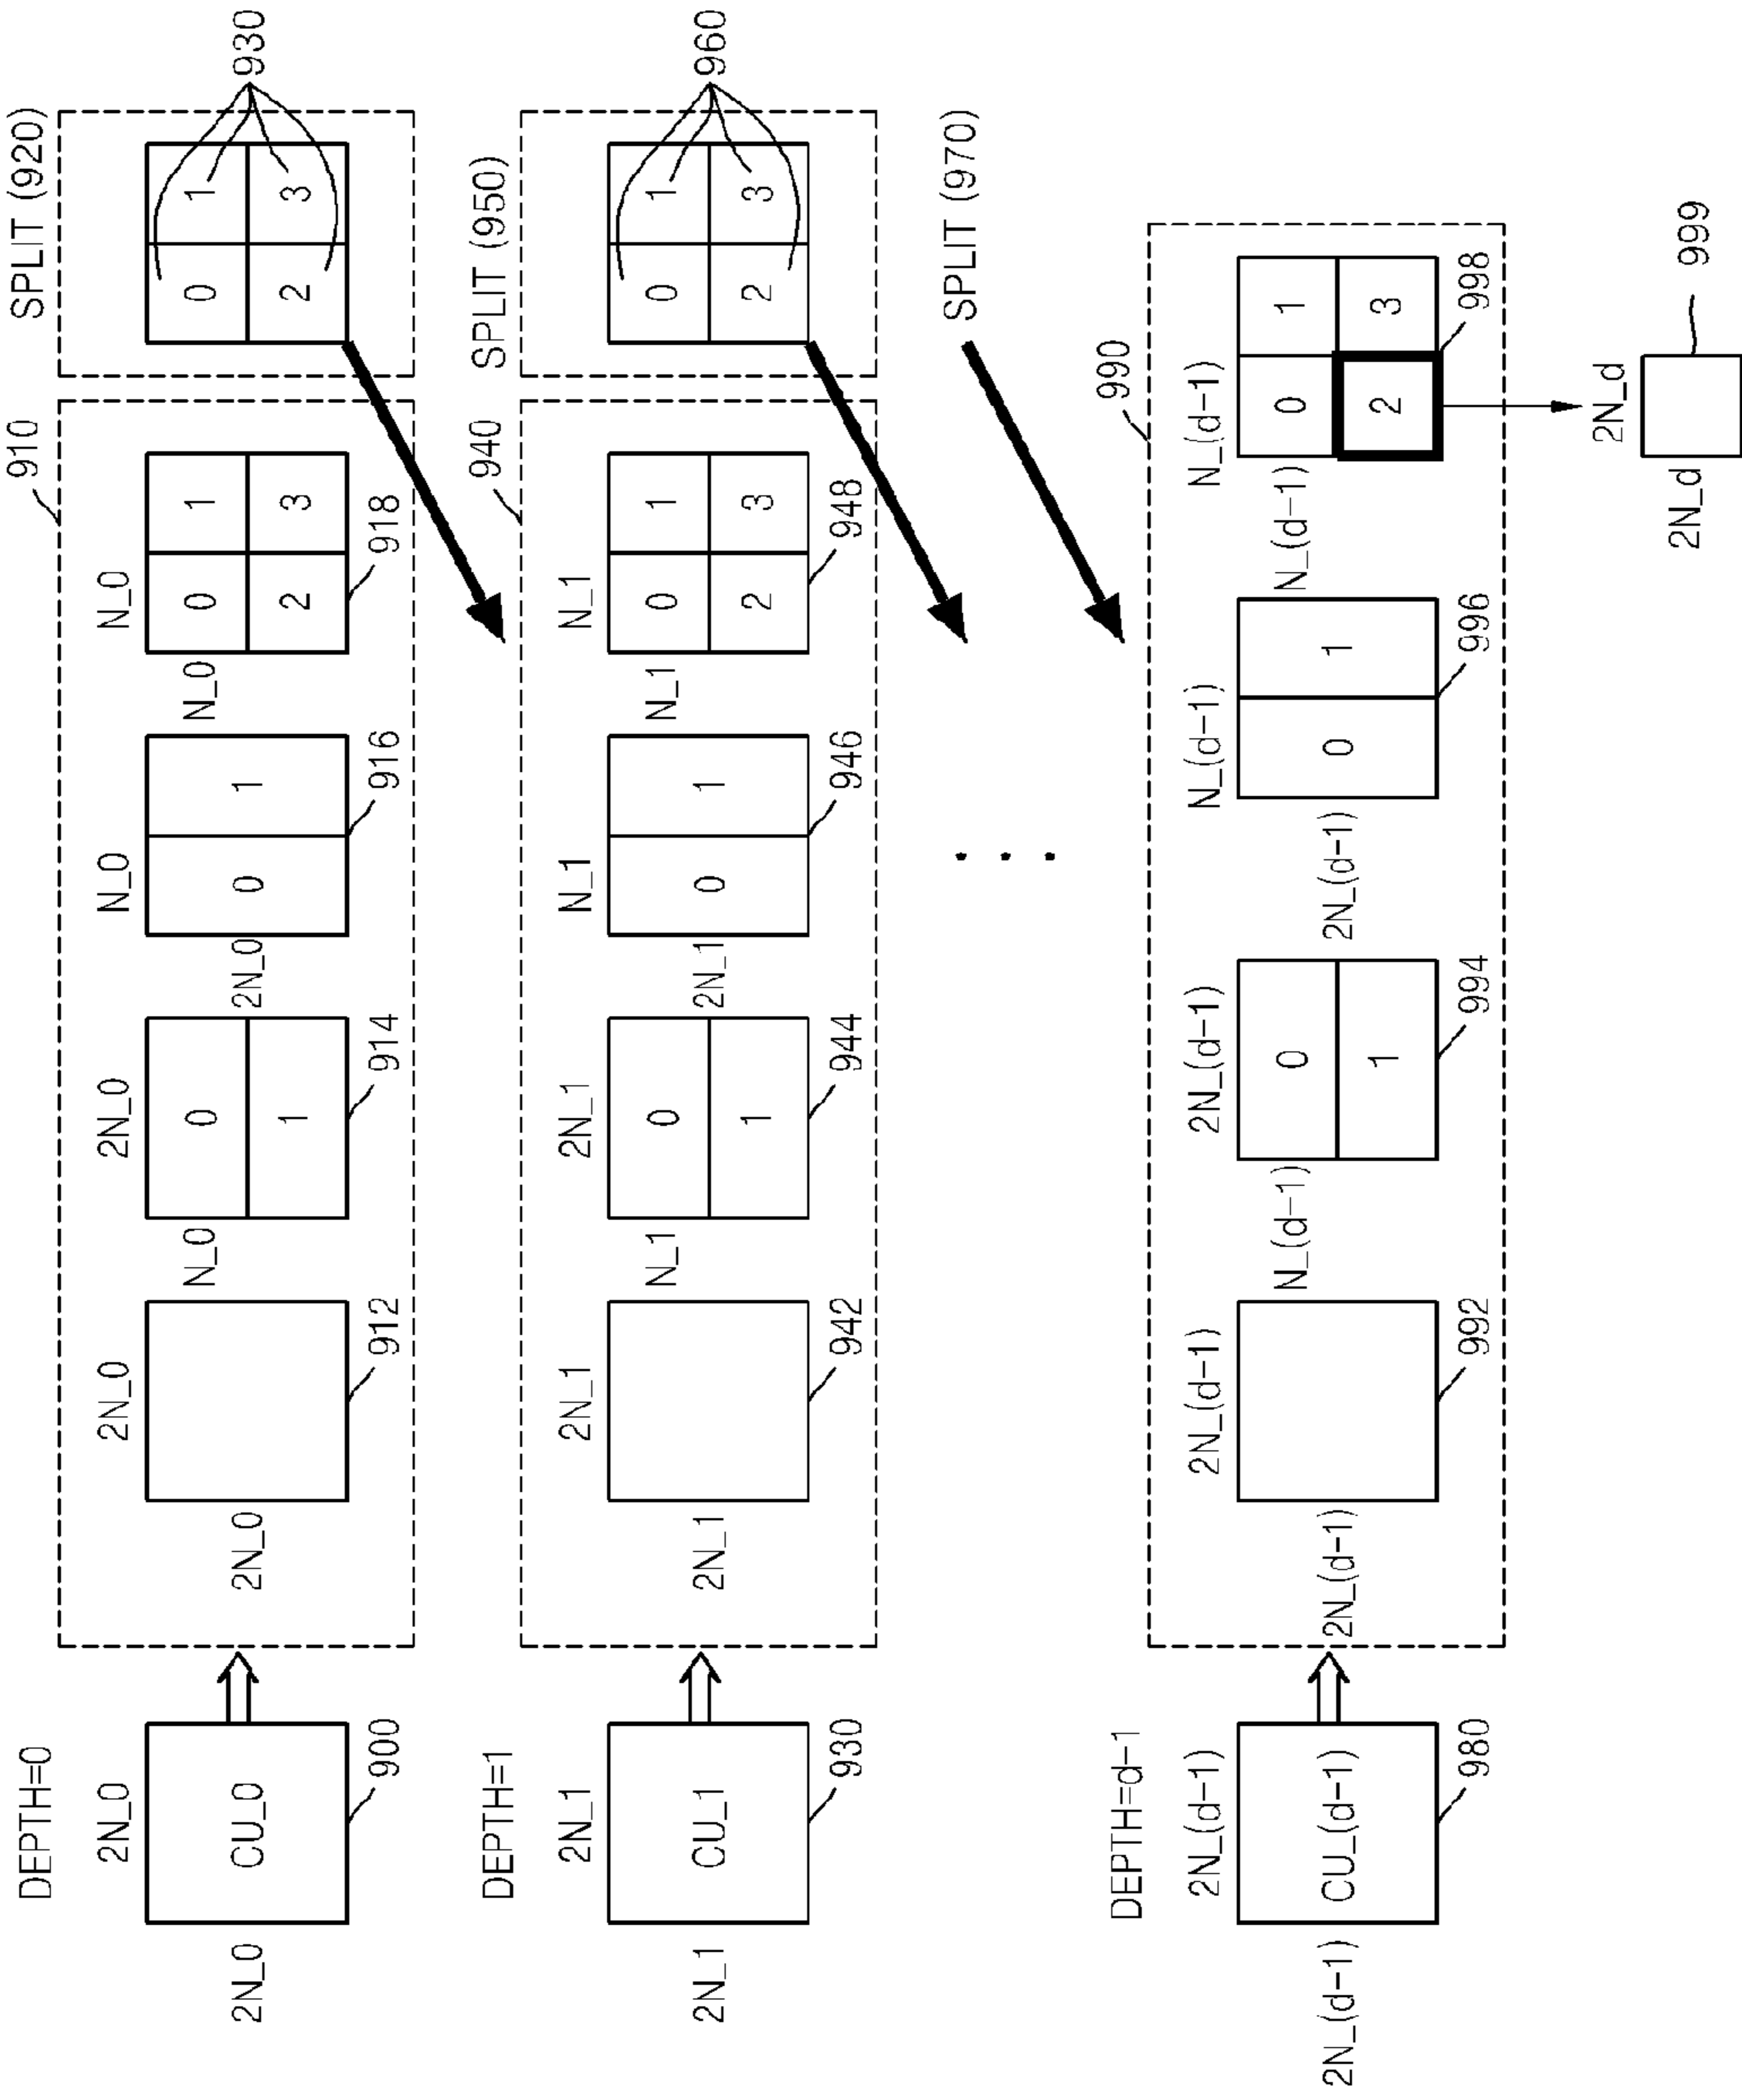 DEPTH=0
2N_0
2N_0
CU_0
900
910
2N_0
2N_0
912
2N_0
N_0
0
1
914
N_0
2N_0
0
1
916
N_0
N_0
0
1
2
3
918
SPLIT (920)
0
1
2
3
930
DEPTH=1
2N_1
2N_1
CU_1
930
940
2N_1
2N_1
942
2N_1
N_1
0
1
944
N_1
2N_1
0
1
946
N_1
N_1
0
1
2
3
948
SPLIT (950)
0
1
2
3
960
SPLIT (970)
. . .
DEPTH=d-1
2N_(d-1)
2N_(d-1)
CU_(d-1)
980
990
2N_(d-1)
2N_(d-1)
992
2N_(d-1)
N_(d-1)
0
1
994
N_(d-1)
2N_(d-1)
0
1
996
N_(d-1)
N_(d-1)
0
1
2
3
998
2N_d
2N_d
999